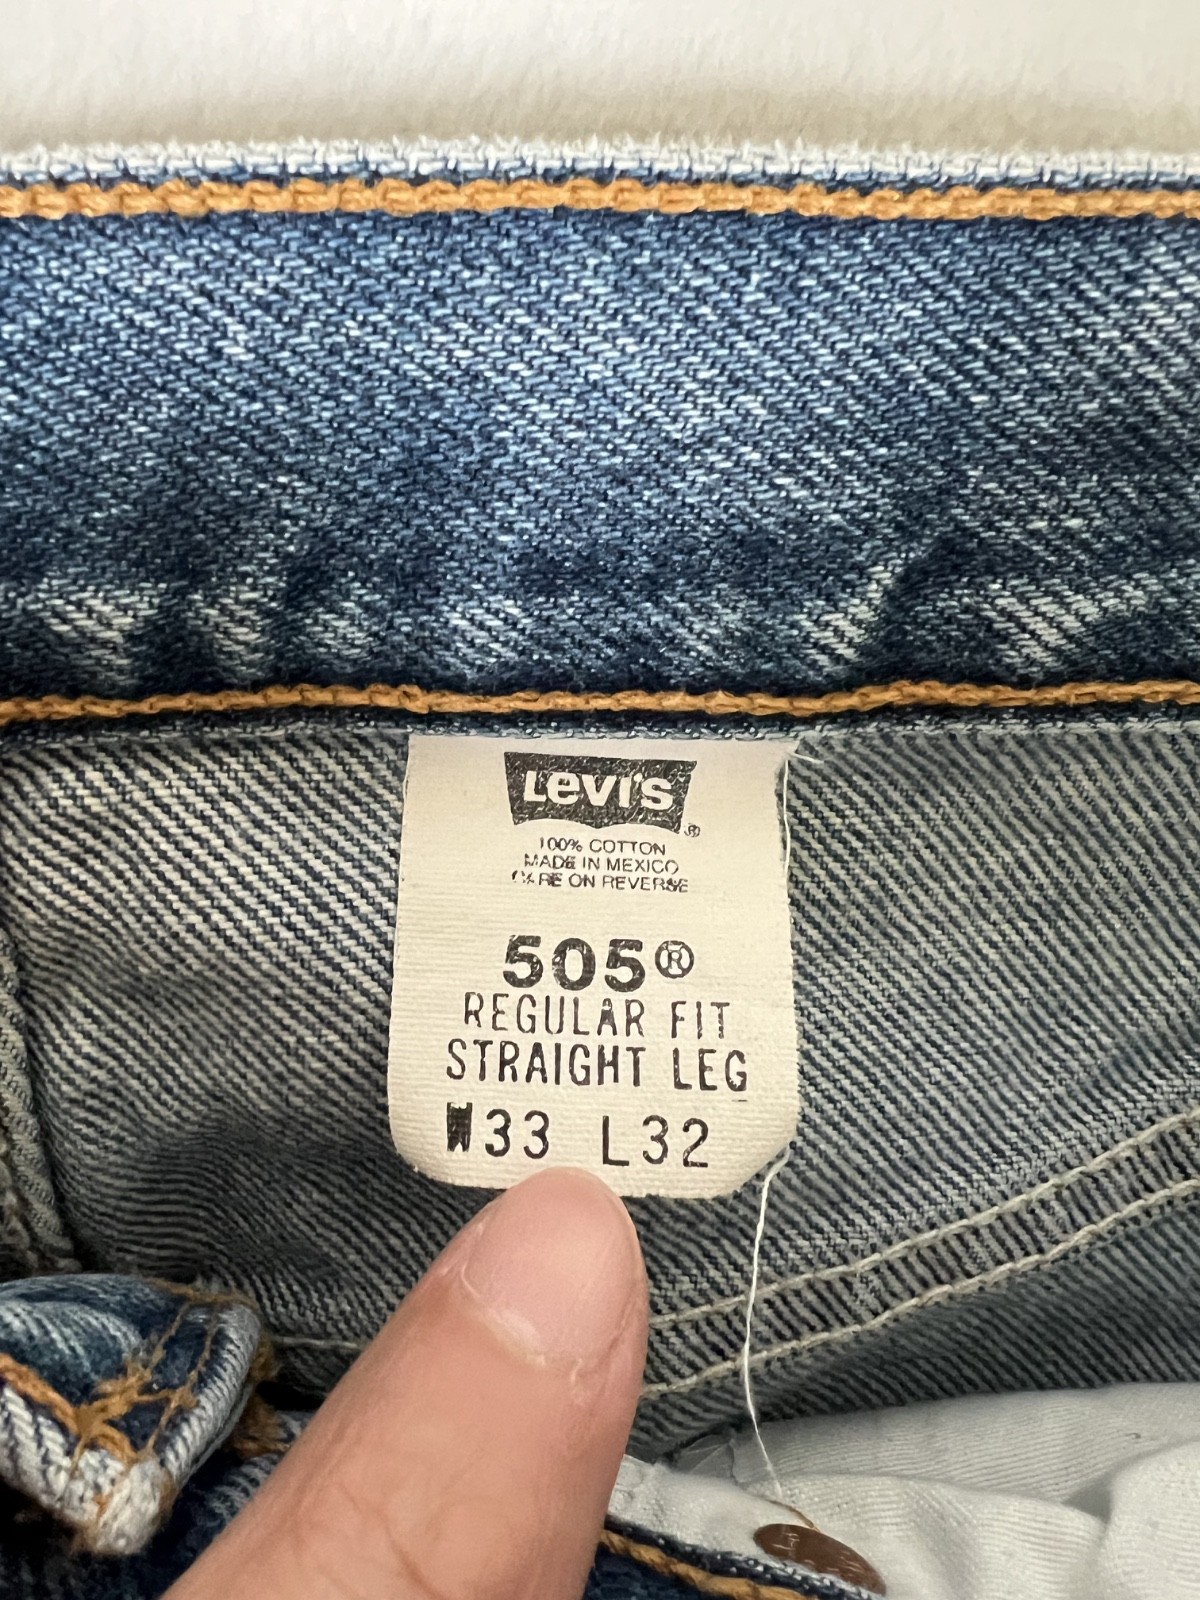 Levi's ®
100% COTTON
MADE IN MEXICO
CARE ON REVERSE
505®
REGULAR FIT
STRAIGHT LEG
W33 L32